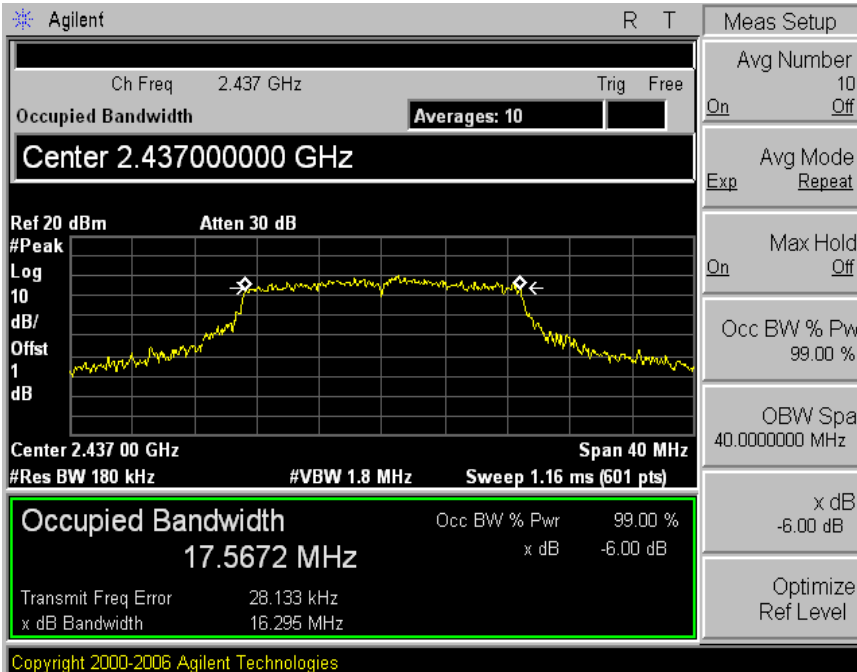 Agilent R T Meas Setup
Ch Freq 2.437 GHz Trig Free
Occupied Bandwidth Averages: 10
Center 2.437000000 GHz
Ref 20 dBm Atten 30 dB
#Peak
Log
10
dB/
Offst
1
dB
Center 2.437 00 GHz Span 40 MHz
#Res BW 180 kHz #VBW 1.8 MHz Sweep 1.16 ms (601 pts)
Occupied Bandwidth Occ BW % Pwr 99.00 %
17.5672 MHz x dB -6.00 dB
Transmit Freq Error 28.133 kHz
x dB Bandwidth 16.295 MHz
Copyright 2000-2006 Agilent Technologies
Avg Number
10
On Off
Avg Mode
Exp Repeat
Max Hold
On Off
Occ BW % Pw
99.00 %
OBW Spa
40.0000000 MHz
x dB
-6.00 dB
Optimize
Ref Level